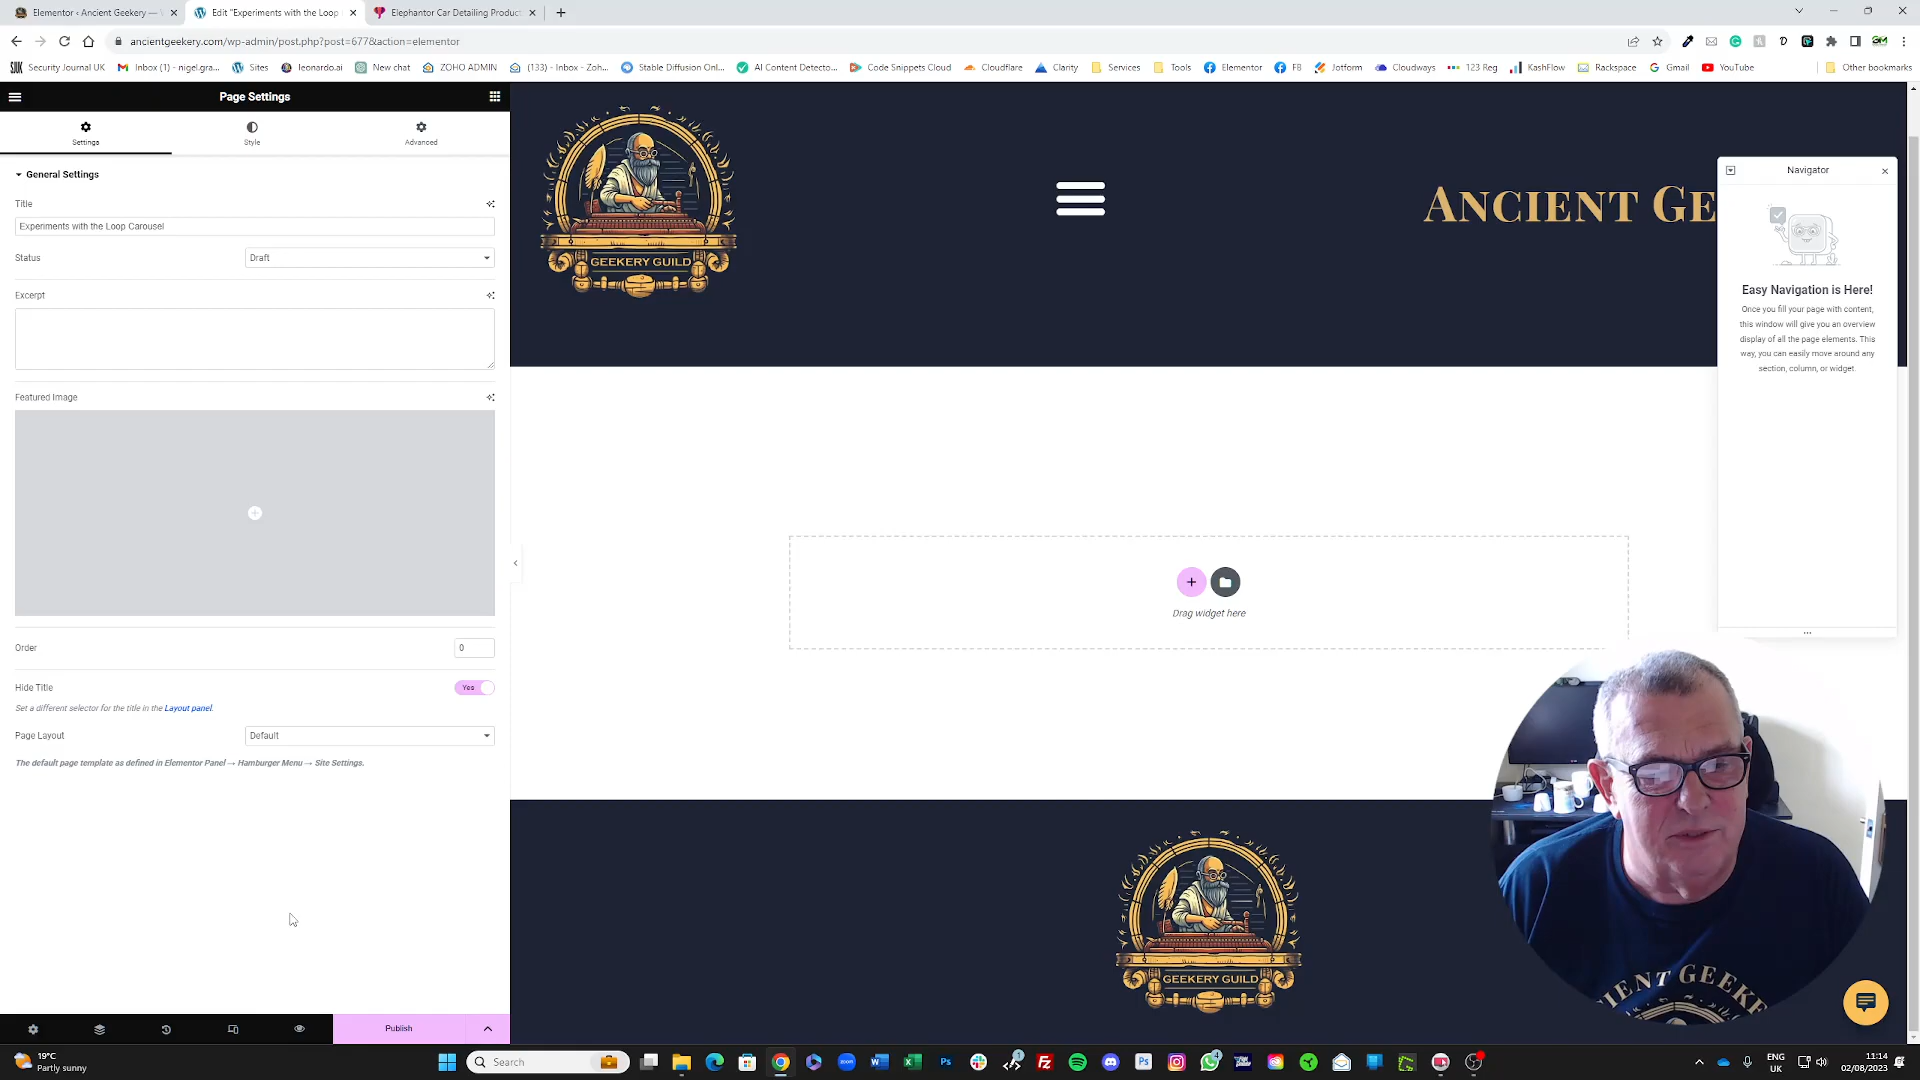 Elementor ‹ Ancient Geekery —
Edit "Experiments with the Loop
Elephantor Car Detailing Product
ancientgeekery.com/wp-admin/post.php?post=677&action=elementor
SJUK Security Journal UK
Inbox (1) - nigel.gra...
Sites
leonardo.ai
New chat
ZOHO ADMIN
(133) - Inbox - Zoh...
Stable Diffusion Onl...
AI Content Detecto...
Code Snippets Cloud
Cloudflare
Clarity
Services
Tools
Elementor
FB
Jotform
Cloudways
123 Reg
KashFlow
Rackspace
Gmail
YouTube
Other bookmarks
Page Settings
Settings
Style
Advanced
General Settings
Title
Experiments with the Loop Carousel
Status
Draft
Excerpt
Featured Image
Order
0
Hide Title
Yes
Set a different selector for the title in the Layout panel.
Page Layout
Default
The default page template as defined in Elementor Panel → Hamburger Menu → Site Settings.
Publish
GEEKERY GUILD
ANCIENT GE
Drag widget here
GEEKERY GUILD
Navigator
Easy Navigation is Here!
Once you fill your page with content,
this window will give you an overview
display of all the page elements. This
way, you can easily move around any
section, column, or widget.
IENT GEEKE
19°C
Partly sunny
Search
ENG
UK
11:14
02/08/2023